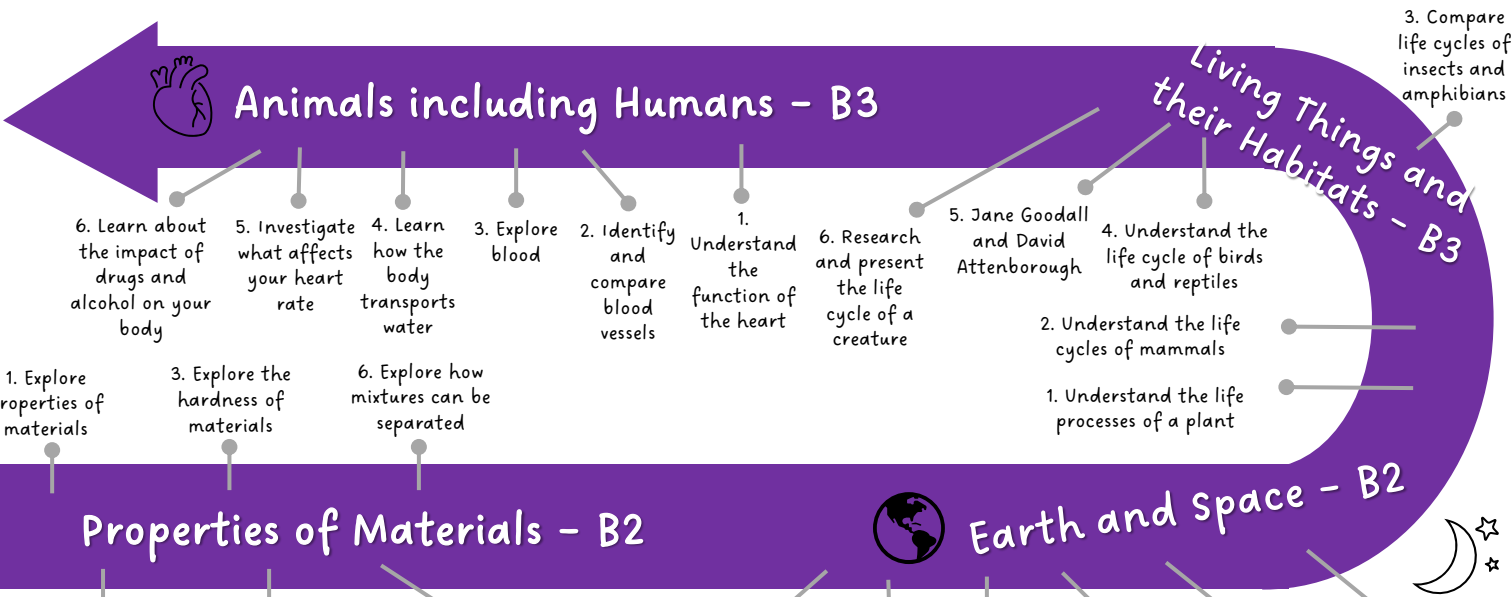 3. Compare
life cycles of
insects and
amphibians
Living Things and
their Habitats - B3
Animals including Humans - B3
6. Learn about
the impact of
drugs and
alcohol on your
body
5. Investigate
what affects
your heart
rate
4. Learn
how the
body
transports
water
3. Explore
blood
2. Identify
and
compare
blood
vessels
1.
Understand
the
function of
the heart
6. Research
and present
the life
cycle of a
creature
5. Jane Goodall
and David
Attenborough
4. Understand the
life cycle of birds
and reptiles
2. Understand the life
cycles of mammals
1. Understand the life
processes of a plant
1. Explore
roperties of
materials
3. Explore the
hardness of
materials
6. Explore how
mixtures can be
separated
Properties of Materials - B2
Earth and Space - B2